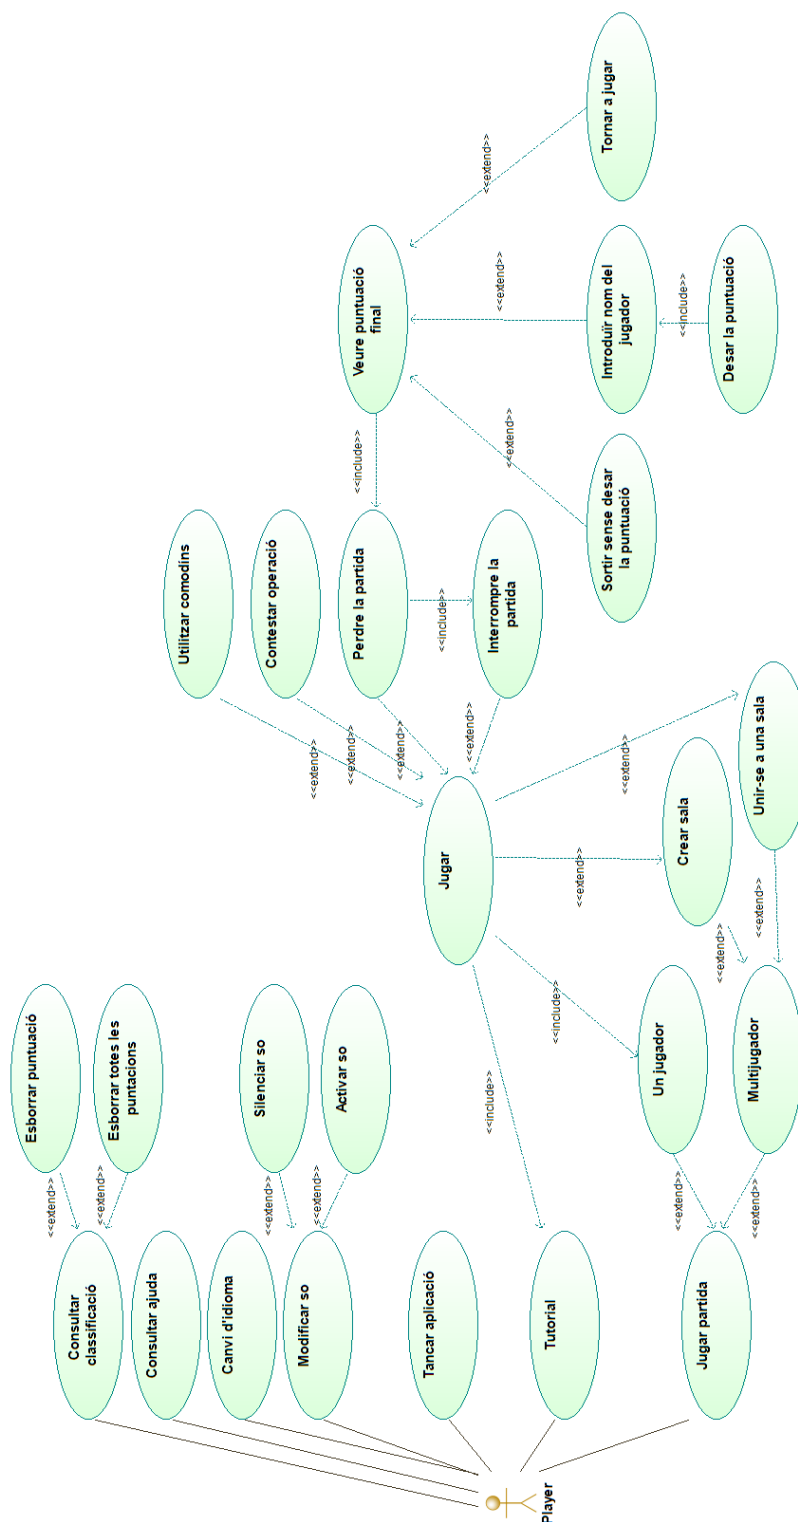 Player
Consultar
classificació
Consultar ajuda
Canvi d'idioma
Modificar so
Tancar aplicació
Tutorial
Jugar partida
<<extend>>
<<extend>>
<<extend>>
<<extend>>
<<extend>>
<<extend>>
Esborrar puntuació
Esborrar totes les
puntacions
Silenciar so
Activar so
<<include>>
<<include>>
Un jugador
Multijugador
<<extend>>
<<extend>>
Jugar
<<extend>>
<<extend>>
Crear sala
Unir-se a una sala
<<extend>>
<<extend>>
<<extend>>
<<extend>>
Utilitzar comodins
Contestar operació
Perdre la partida
<<include>>
Interrompre la
partida
<<include>>
Veure puntuació
final
<<extend>>
<<extend>>
<<extend>>
Sortir sense desar
la puntuació
Introduïr nom del
jugador
Tornar a jugar
<<include>>
Desar la puntuació